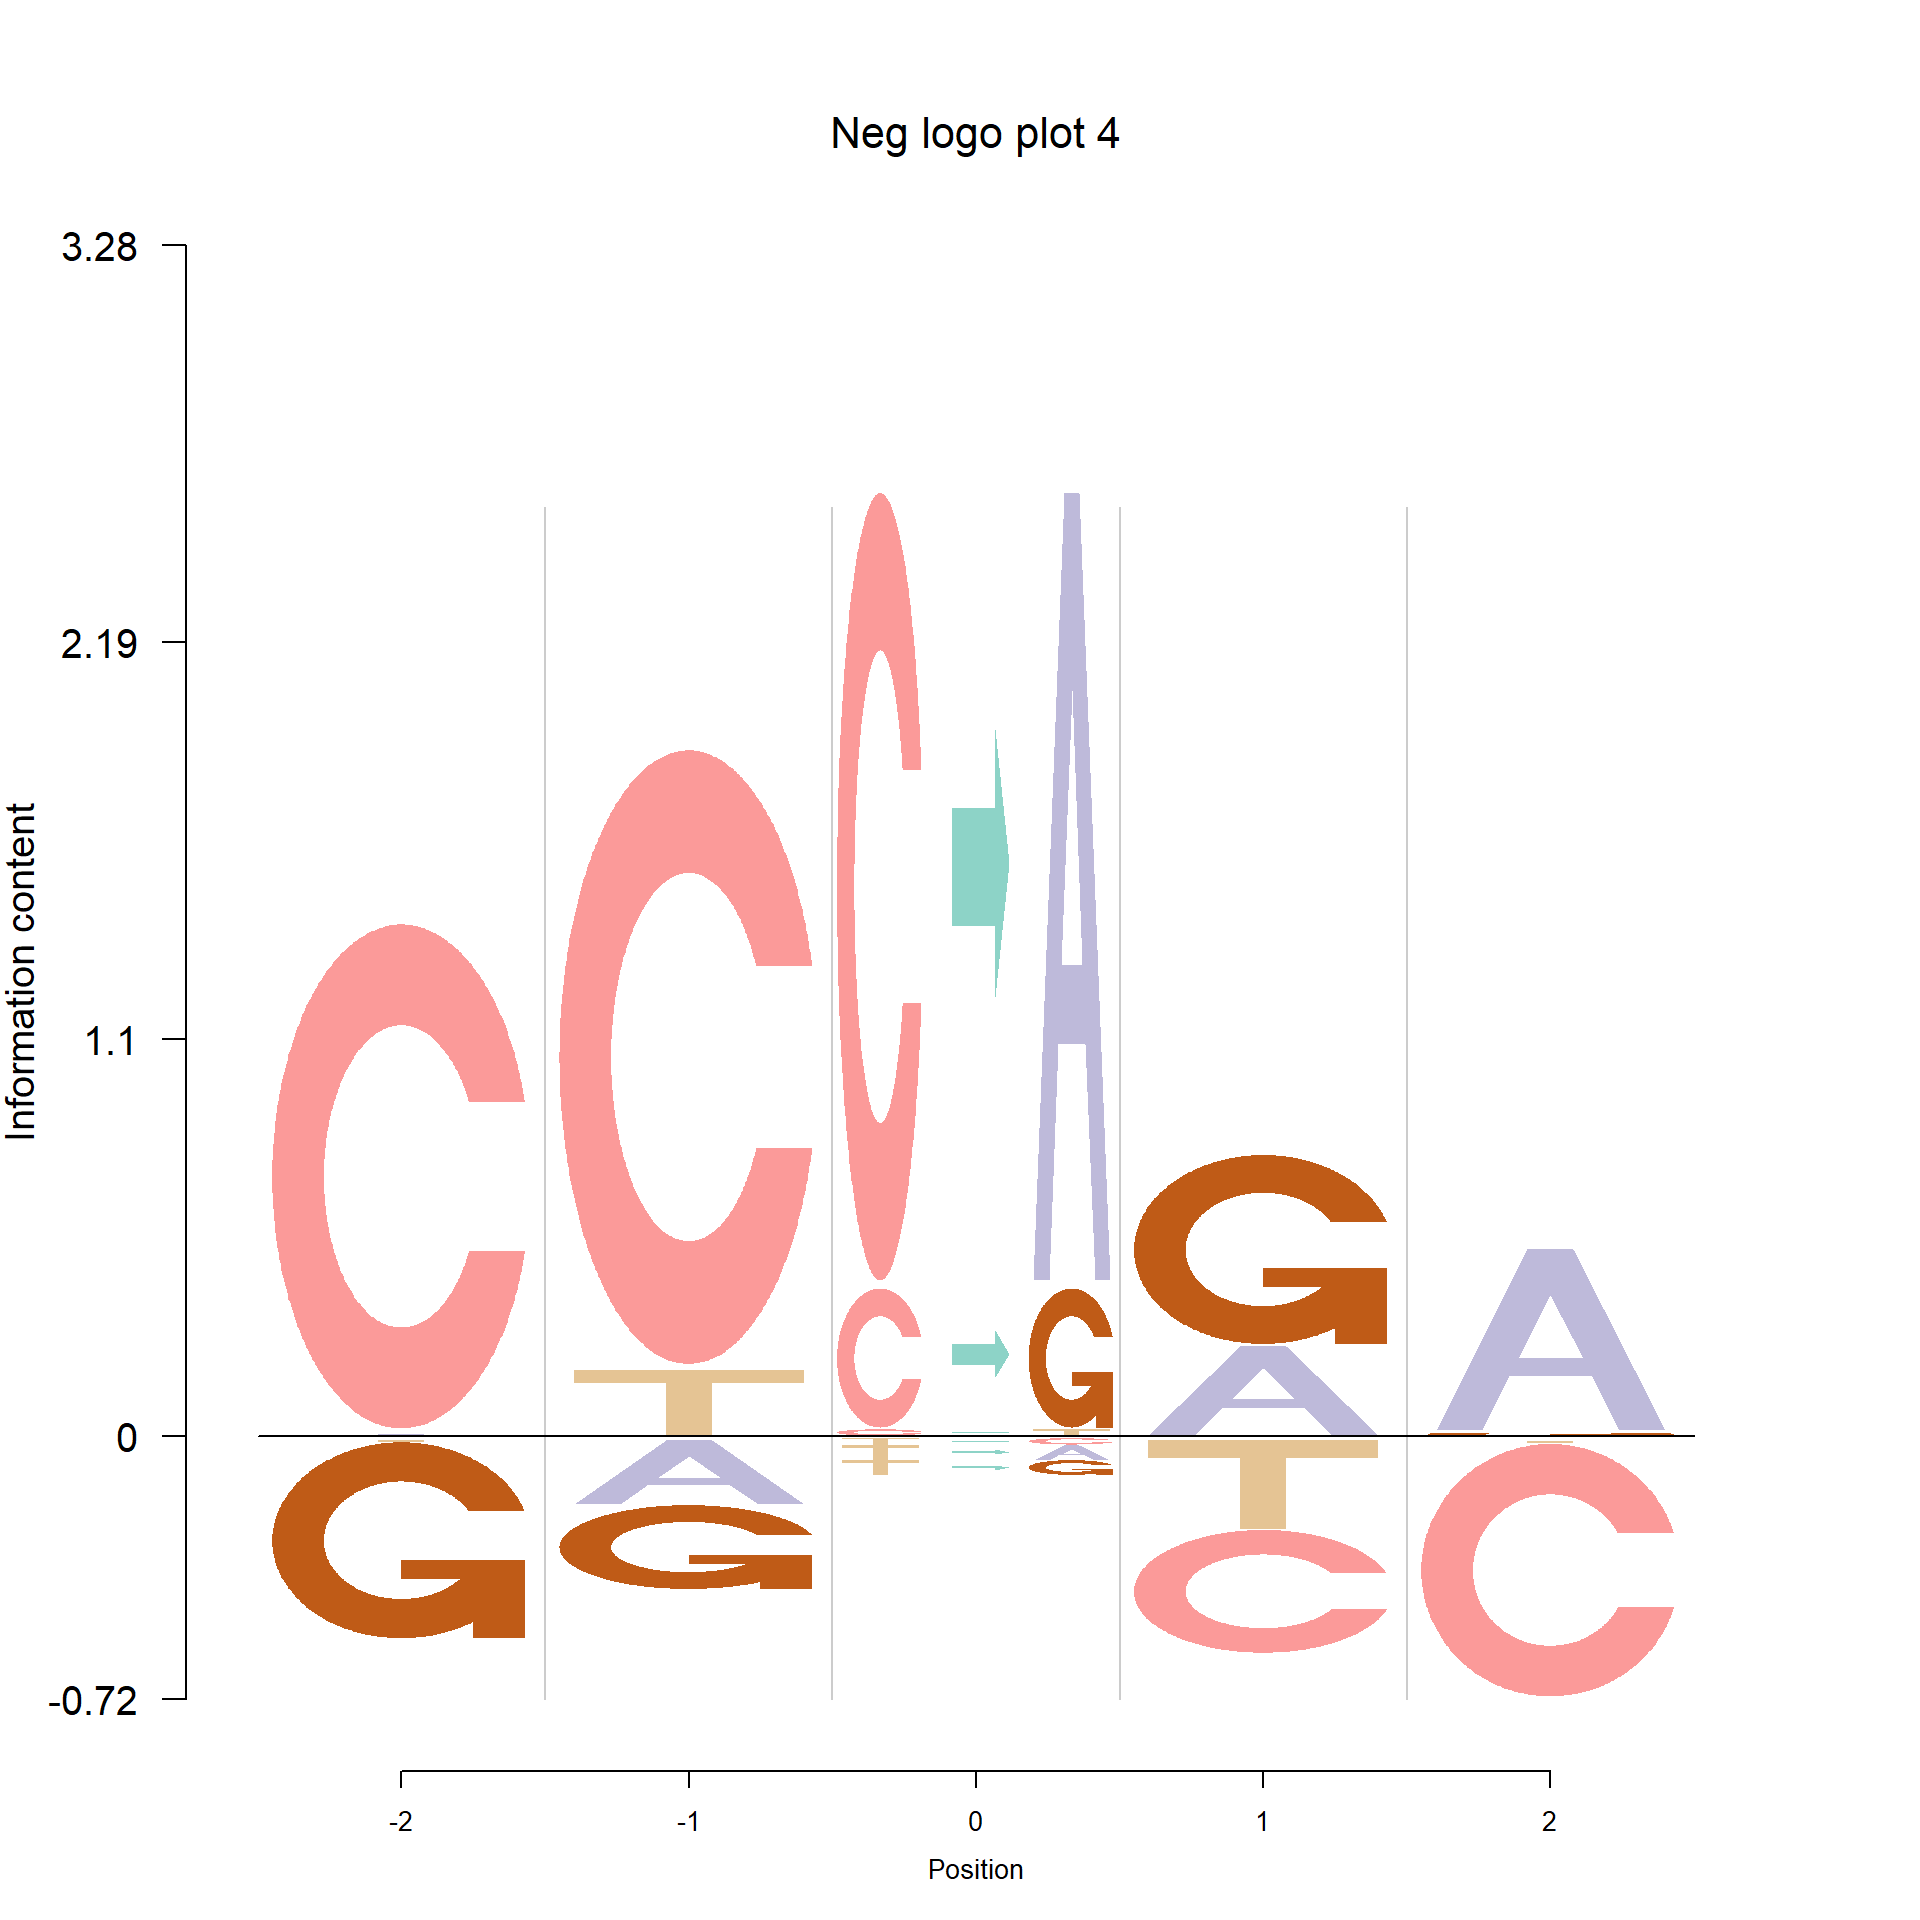 Neg logo plot 4
3.28
2.19
1.1
0
-0.72
Information content
C G
C T A G
C A
C G
C T
T C
T A
T G
G A T C
A G T C
-2 -1 0 1 2
Position